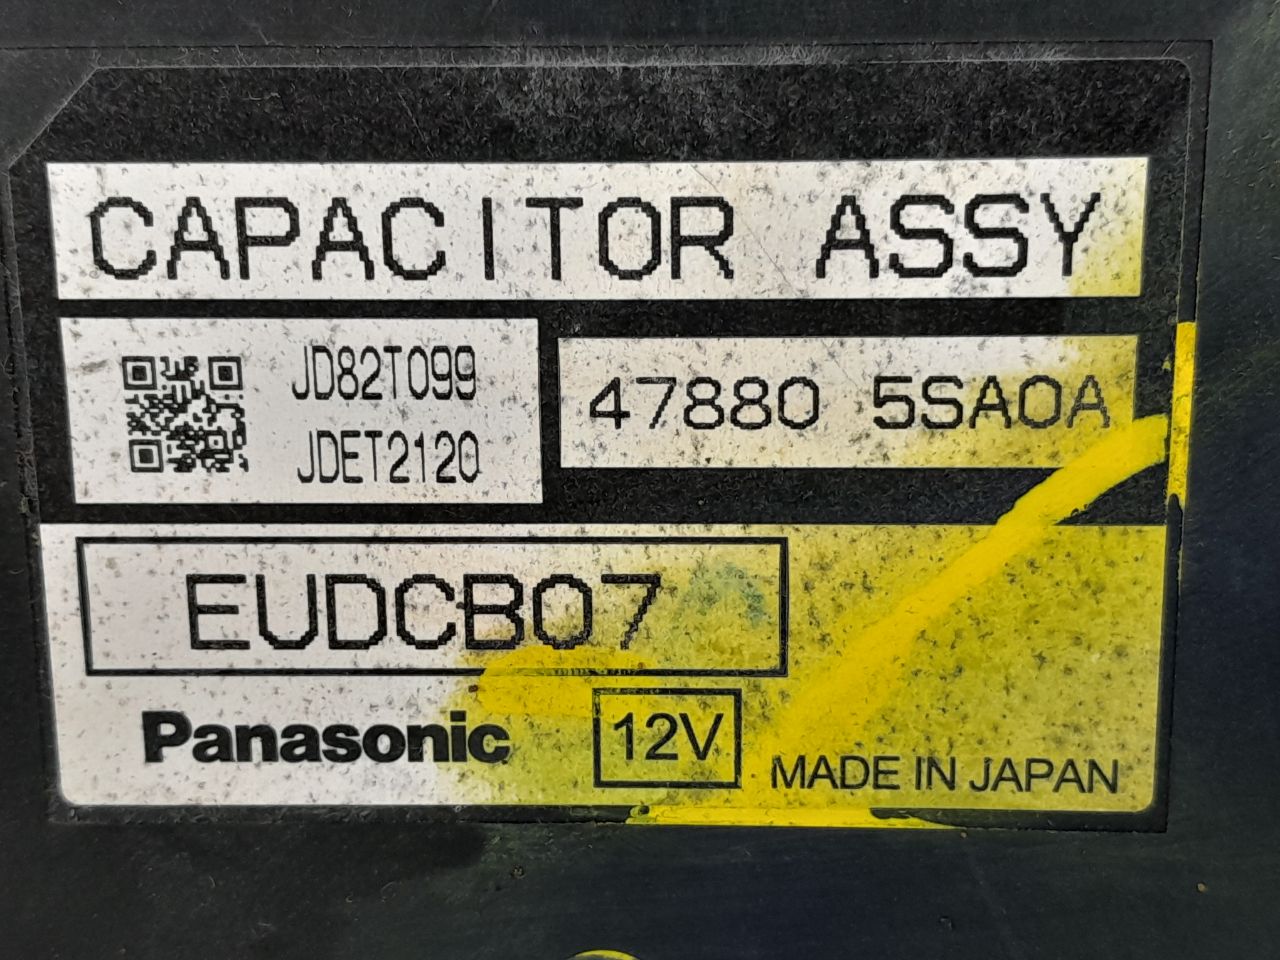 CAPACITOR ASSY
JD82T099
JDET2120
47880 5SA0A
EUDCB07
Panasonic
12V
MADE IN JAPAN